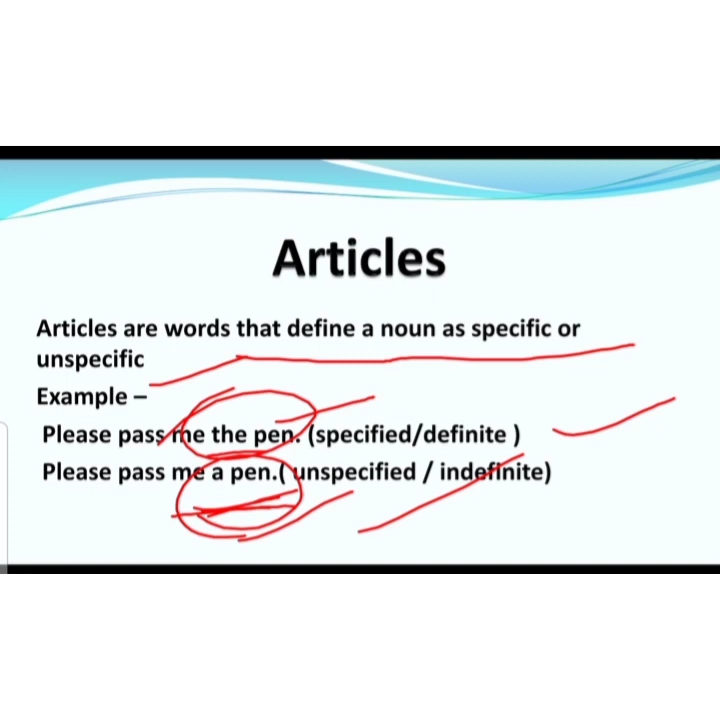 Articles
Articles are words that define a noun as specific or
unspecific
Example –
Please pass me the pen. (specified/definite )
Please pass me a pen.( unspecified / indefinite)